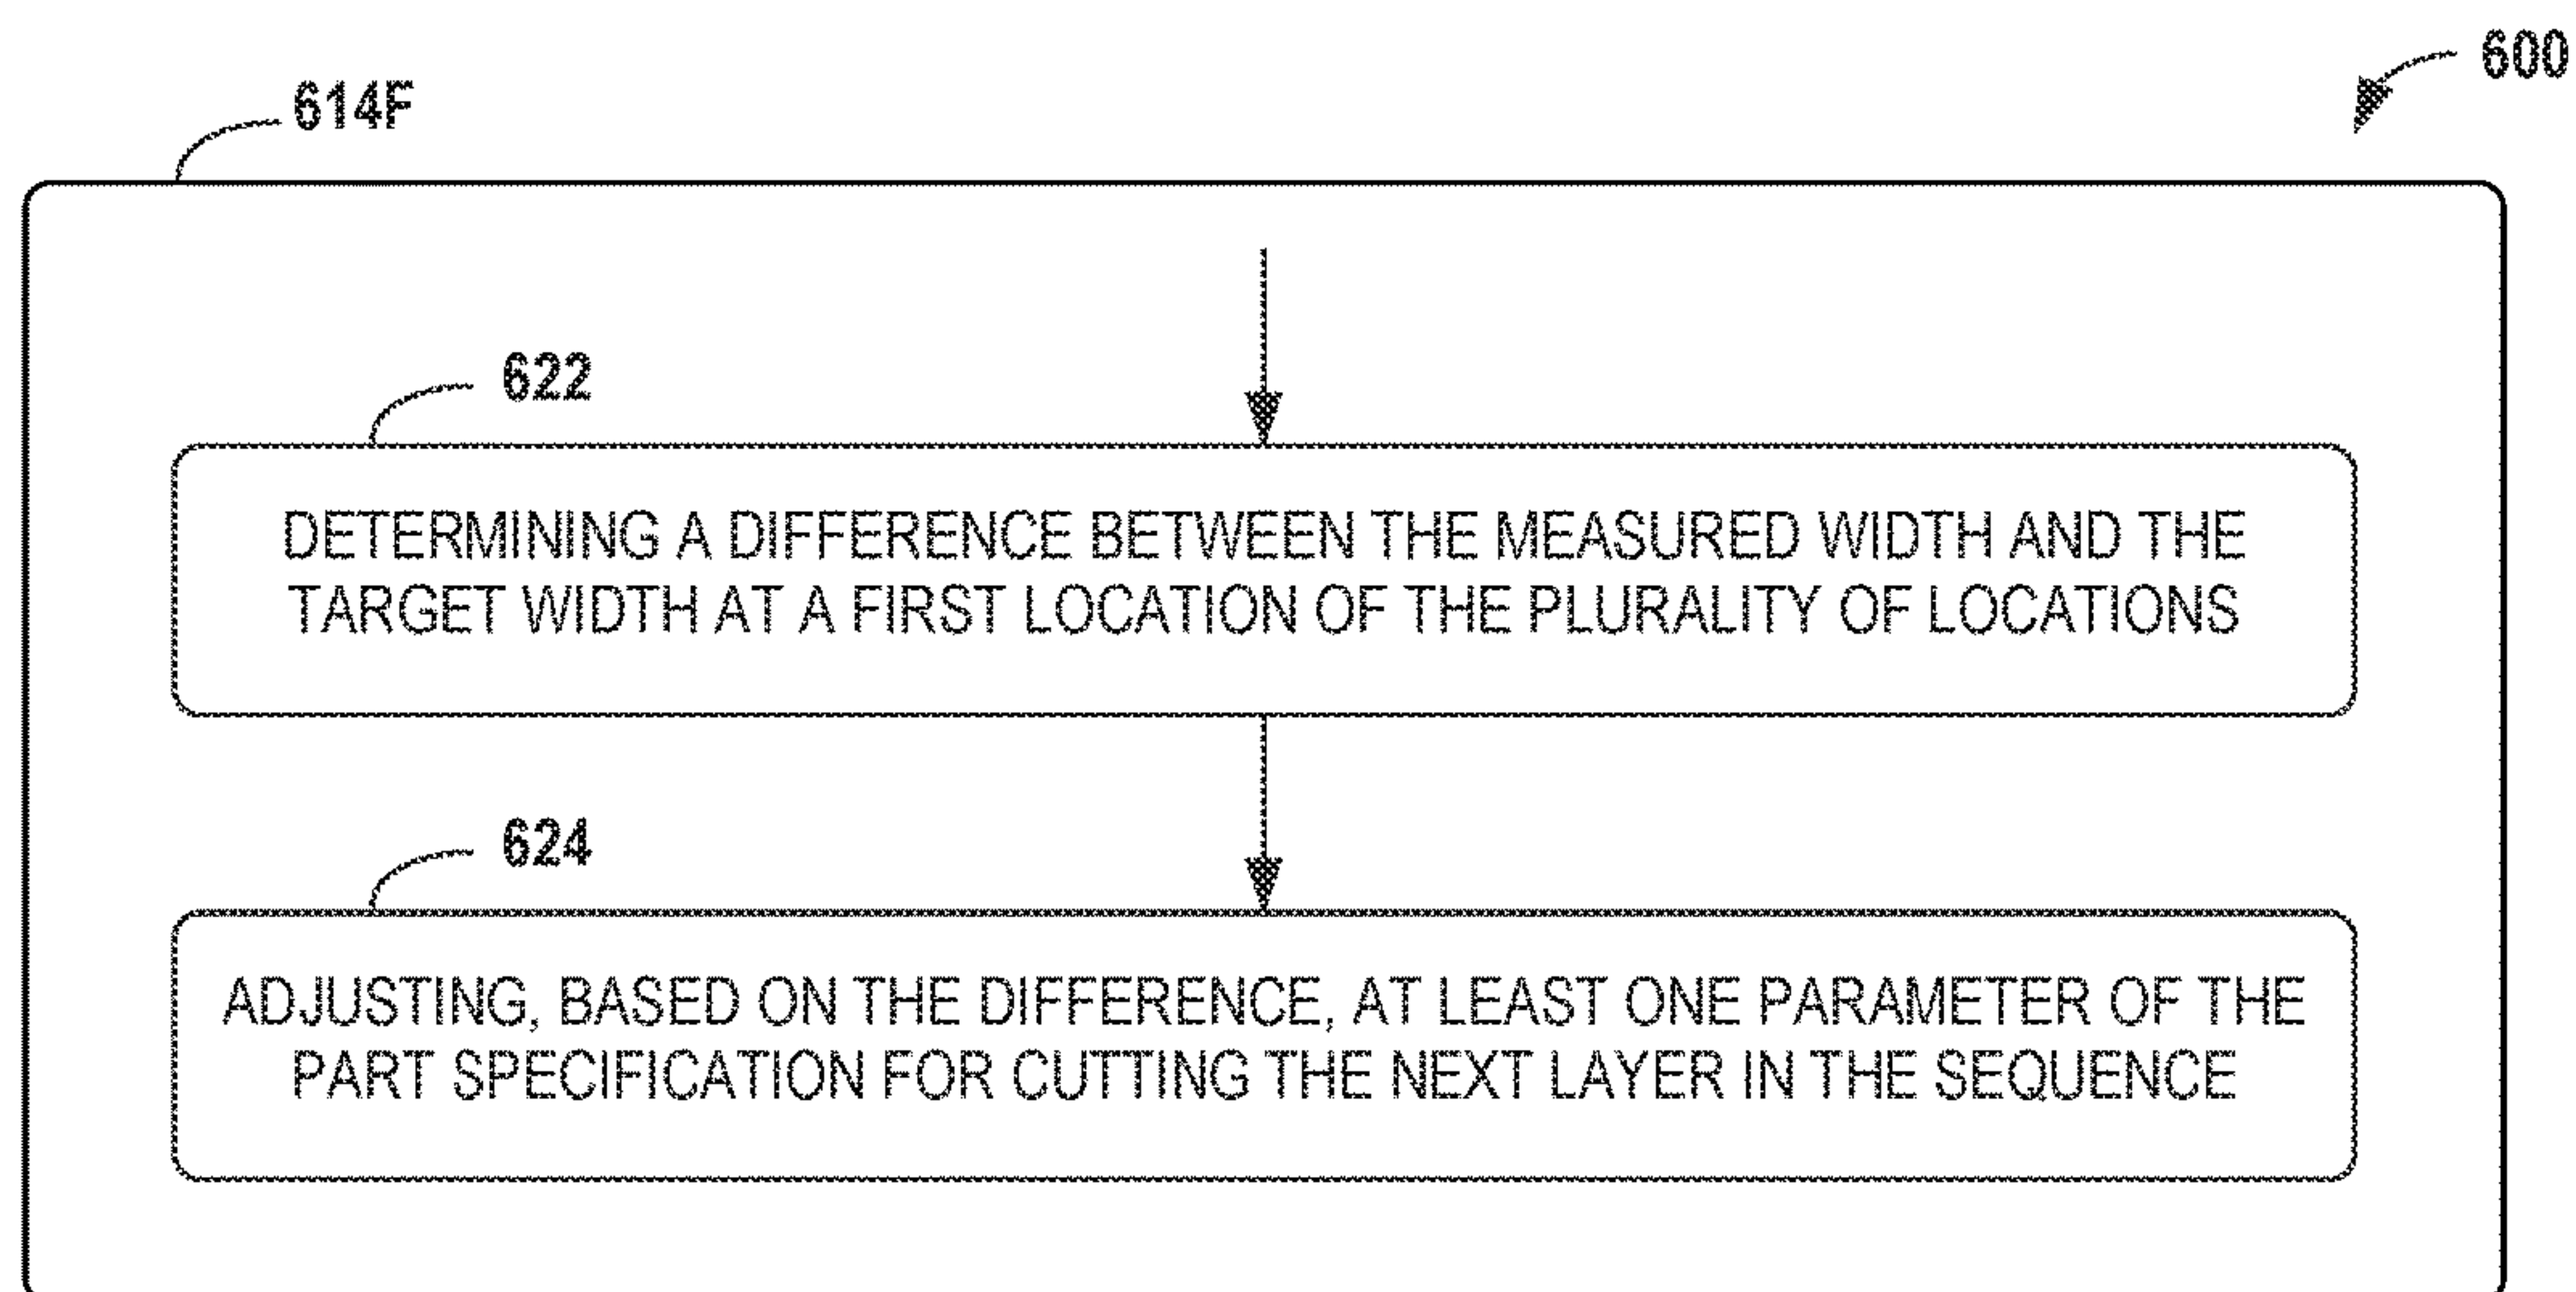 600
614F
622
DETERMINING A DIFFERENCE BETWEEN THE MEASURED WIDTH AND THE
TARGET WIDTH AT A FIRST LOCATION OF THE PLURALITY OF LOCATIONS
624
ADJUSTING, BASED ON THE DIFFERENCE, AT LEAST ONE PARAMETER OF THE
PART SPECIFICATION FOR CUTTING THE NEXT LAYER IN THE SEQUENCE